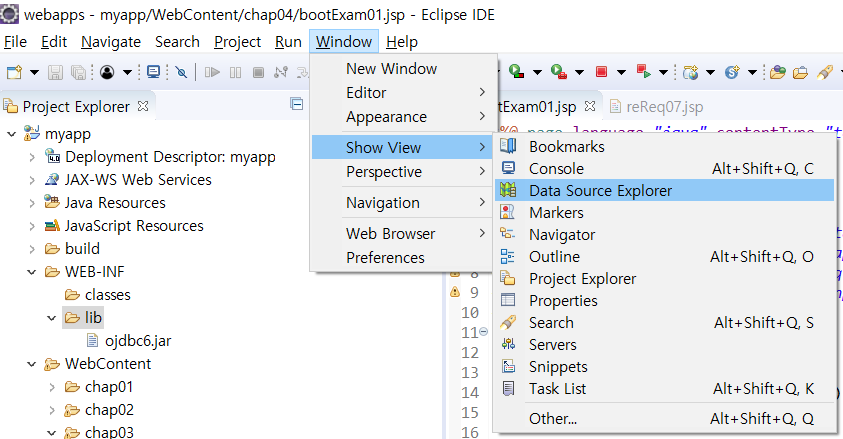 webapps - myapp/WebContent/chap04/bootExam01.jsp - Eclipse IDE
File Edit Navigate Search Project Run Window Help
Project Explorer
myapp
Deployment Descriptor: myapp
JAX-WS Web Services
Java Resources
JavaScript Resources
build
WEB-INF
classes
lib
ojdbc6.jar
WebContent
chap01
chap02
chap03
New Window
Editor
Appearance
Show View
Perspective
Navigation
Web Browser
Preferences
tExam01.jsp reReq07.jsp
page language="java" contentType="t
Bookmarks
Console Alt+Shift+Q, C
Data Source Explorer
Markers
Navigator
Outline Alt+Shift+Q, O
Project Explorer
Properties
Search Alt+Shift+Q, S
Servers
Snippets
Task List Alt+Shift+Q, K
Other... Alt+Shift+Q, Q
8
9
10
11
12
13
14
15
16